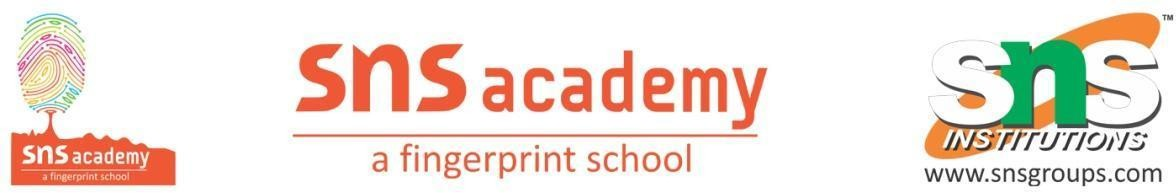 sns academy
a fingerprint school
sns academy
a fingerprint school
sns
INSTITUTIONS
TM
www.snsgroups.com